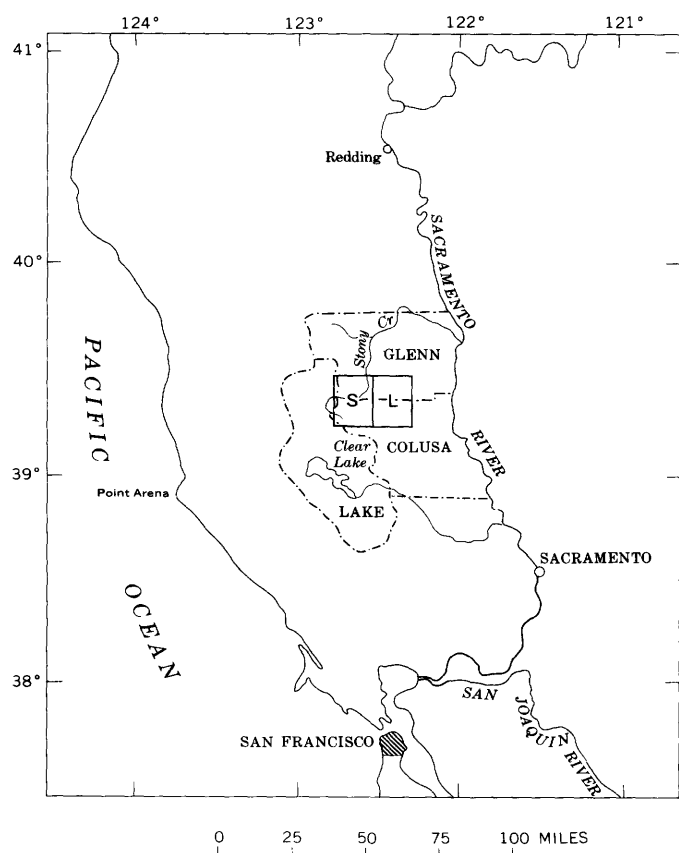 124° 123° 122° 121°
41°
Redding
SACRAMENTO
40°
Cr
Stony
GLENN
PACIFIC
S L
RIVER
Clear
Lake
COLUSA
39°
Point Arena
LAKE
SACRAMENTO
OCEAN
38°
SAN
JOAQUIN
RIVER
SAN FRANCISCO
0 25 50 75 100 MILES